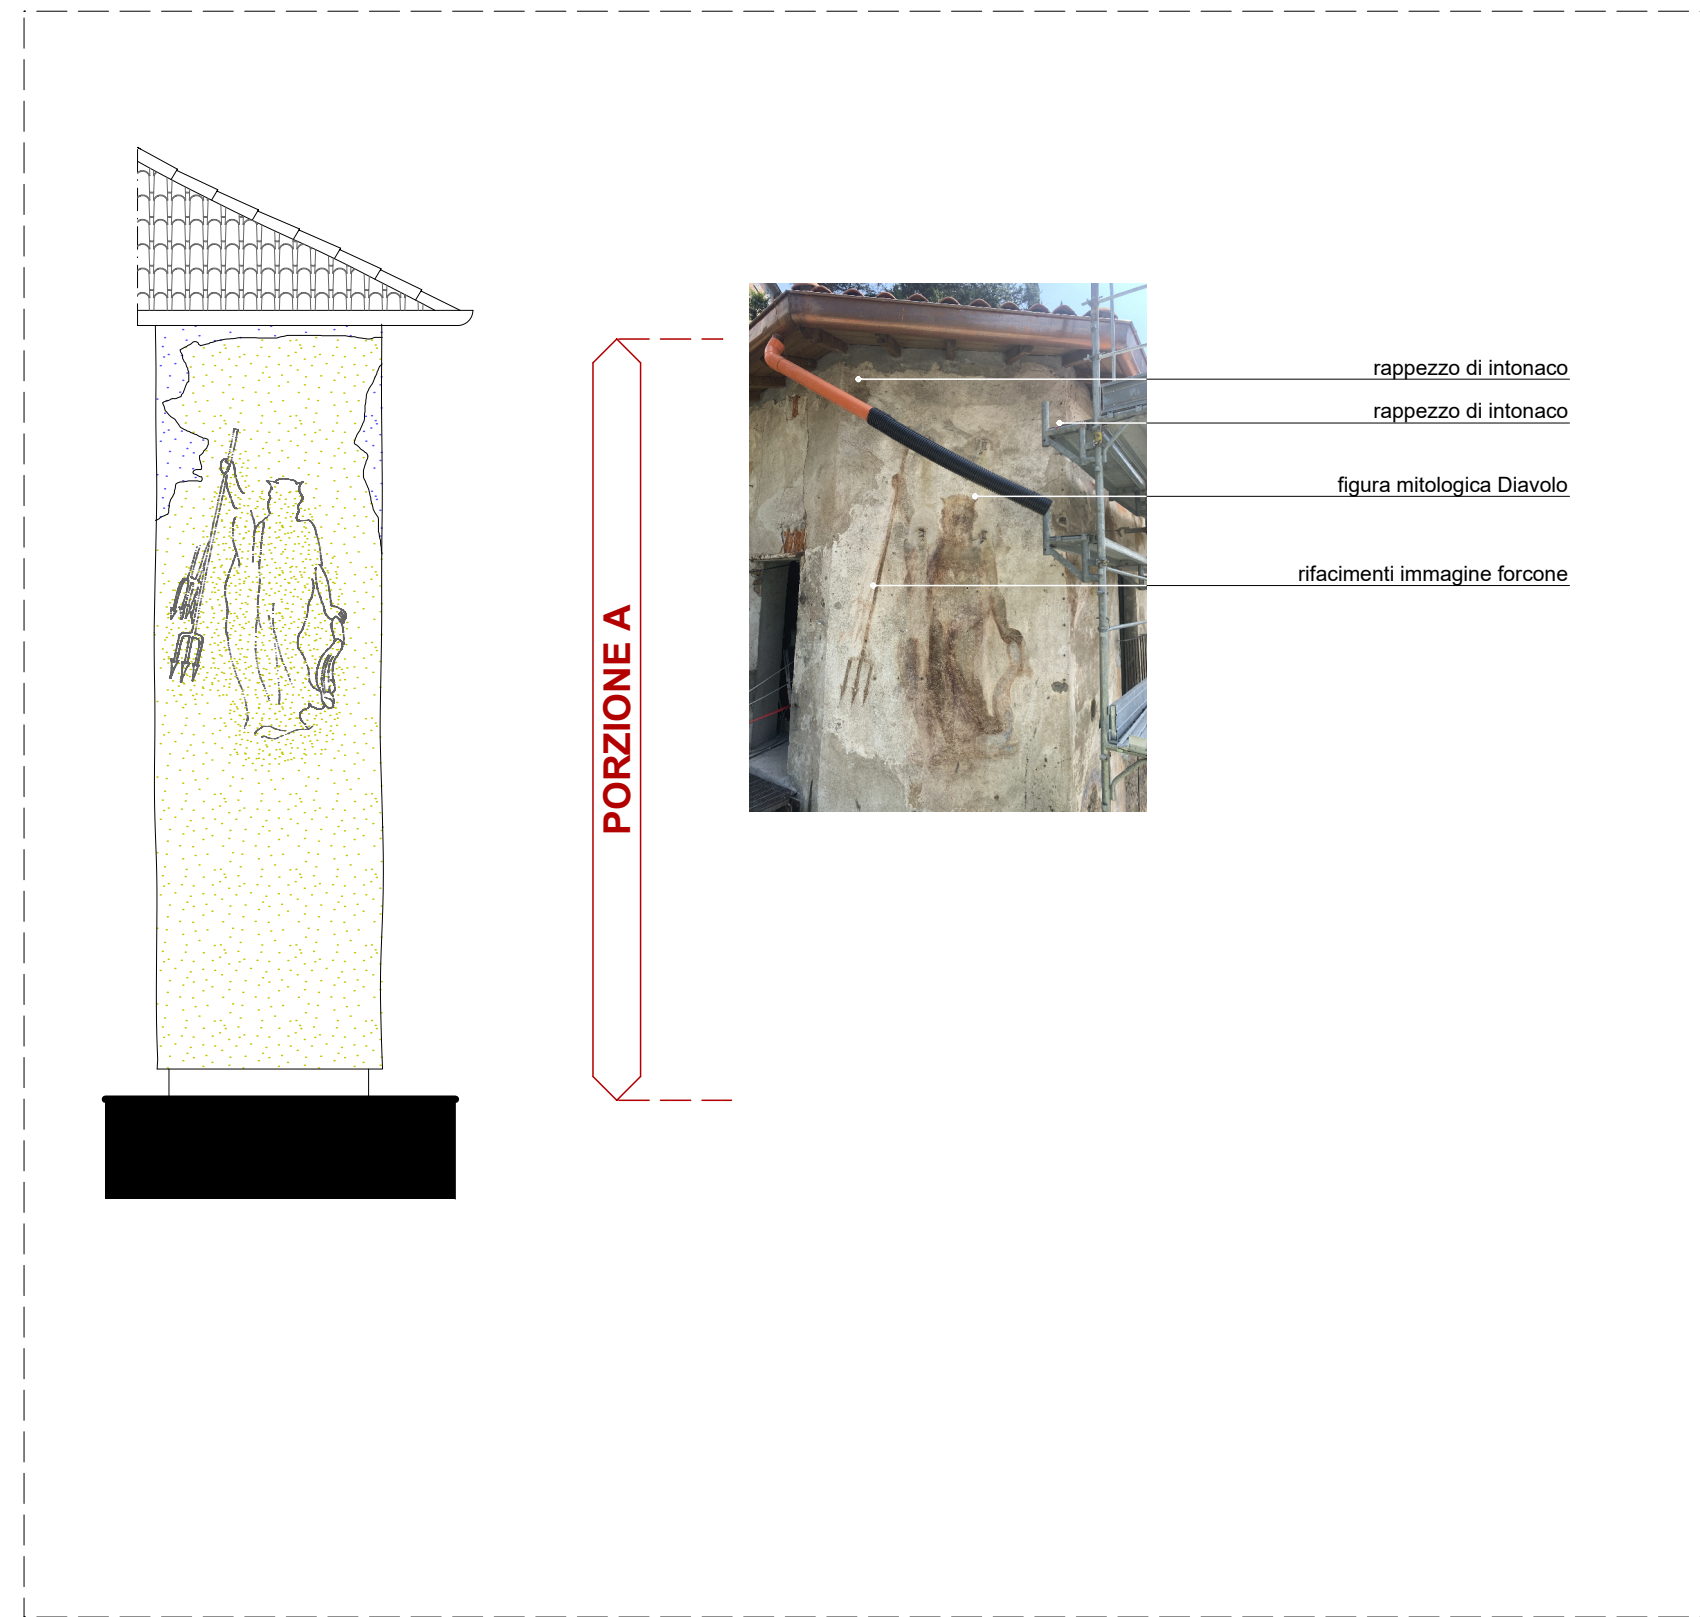 PORZIONE A
rappezzo di intonaco
rappezzo di intonaco
figura mitologica Diavolo
rifacimenti immagine forcone